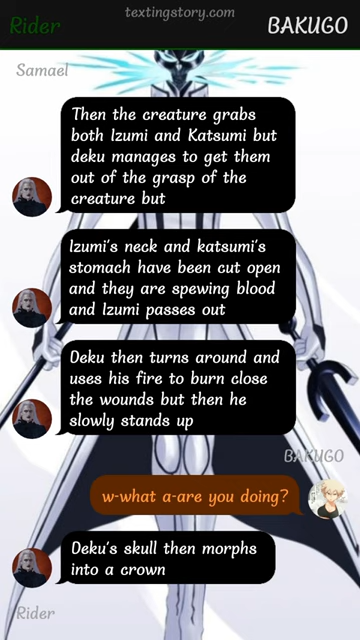 textingstory.com
Rider
BAKUGO
Samael
Then the creature grabs
both Izumi and Katsumi but
deku manages to get them
out of the grasp of the
creature but
Izumi's neck and katsumi's
stomach have been cut open
and they are spewing blood
and Izumi passes out
Deku then turns around and
uses his fire to burn close
the wounds but then he
slowly stands up
BAKUGO
w-what a-are you doing?
Deku's skull then morphs
into a crown
Rider